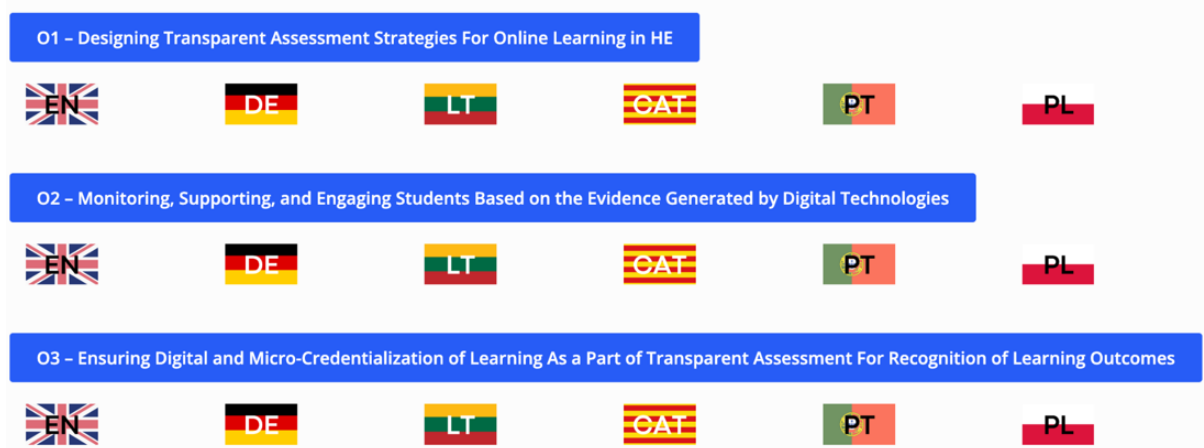 O1 – Designing Transparent Assessment Strategies For Online Learning in HE
EN DE LT CAT PT PL
O2 – Monitoring, Supporting, and Engaging Students Based on the Evidence Generated by Digital Technologies
EN DE LT CAT PT PL
O3 – Ensuring Digital and Micro-Credentialization of Learning As a Part of Transparent Assessment For Recognition of Learning Outcomes
EN DE LT CAT PT PL